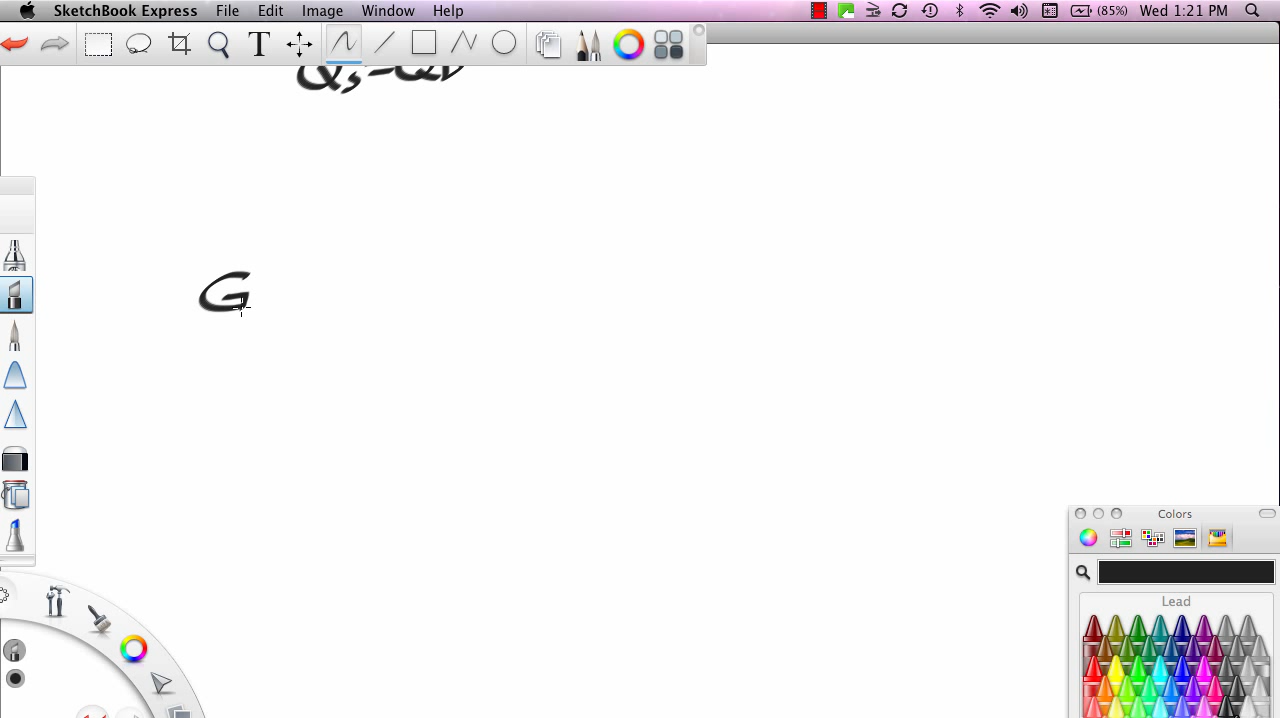 SketchBook Express File Edit Image Window Help (85%) Wed 1:21 PM
T
G
Colors
Lead